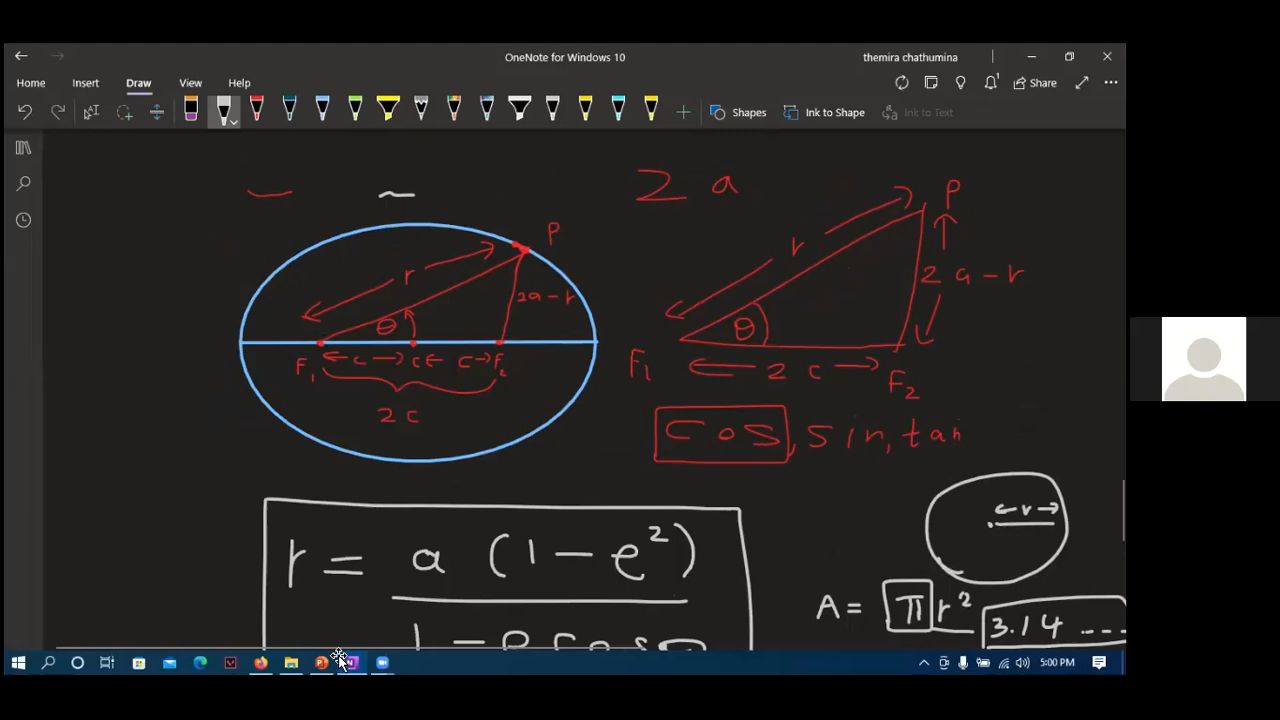 OneNote for Windows 10
themira chathumina
Home Insert Draw View Help
Share
Shapes
Ink to Shape
Ink to Text
2 a
P
r
θ
2a-r
F1 c c c F2
2c
P
r
2 a-r
θ
F1 2 c F2
cos, sin, tan
r = a (1-e²)
1 - e cos
r
A = π r²
3.14 ....
5:00 PM